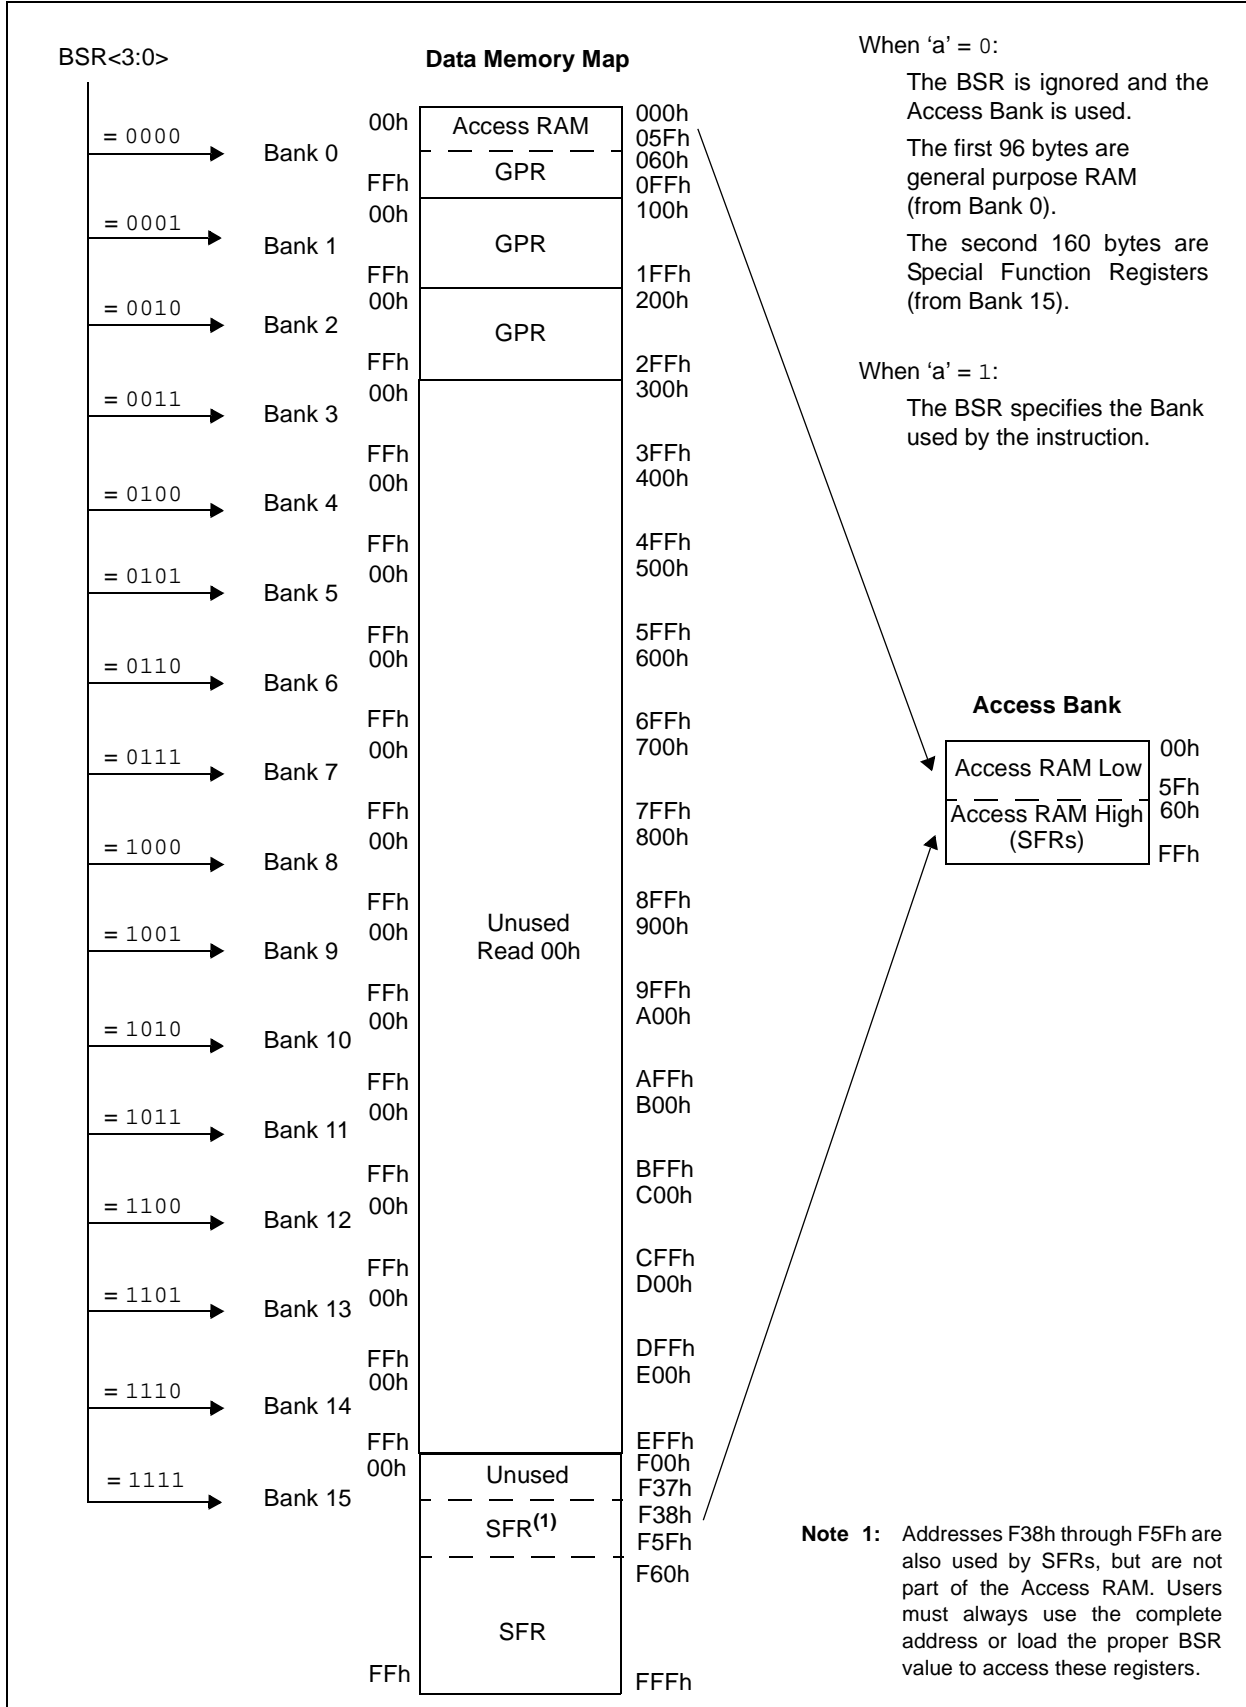 BSR<3:0>
Data Memory Map
= 0000
Bank 0
00h
Access RAM
000h
05Fh
060h
GPR
FFh
0FFh
= 0001
Bank 1
00h
100h
GPR
FFh
1FFh
= 0010
Bank 2
00h
200h
GPR
FFh
2FFh
= 0011
Bank 3
00h
300h
FFh
3FFh
= 0100
Bank 4
00h
400h
FFh
4FFh
= 0101
Bank 5
00h
500h
FFh
5FFh
= 0110
Bank 6
00h
600h
FFh
6FFh
= 0111
Bank 7
00h
700h
FFh
7FFh
= 1000
Bank 8
00h
800h
FFh
8FFh
= 1001
Bank 9
00h
900h
Unused
Read 00h
FFh
9FFh
= 1010
Bank 10
00h
A00h
FFh
AFFh
= 1011
Bank 11
00h
B00h
FFh
BFFh
= 1100
Bank 12
00h
C00h
FFh
CFFh
= 1101
Bank 13
00h
D00h
FFh
DFFh
= 1110
Bank 14
00h
E00h
FFh
EFFh
= 1111
Bank 15
00h
F00h
Unused
F37h
F38h
SFR(1)
F5Fh
F60h
SFR
FFh
FFFh
When ‘a’ = 0:
The BSR is ignored and the
Access Bank is used.
The first 96 bytes are
general purpose RAM
(from Bank 0).
The second 160 bytes are
Special Function Registers
(from Bank 15).
When ‘a’ = 1:
The BSR specifies the Bank
used by the instruction.
Access Bank
00h
Access RAM Low
5Fh
60h
Access RAM High
(SFRs)
FFh
Note 1: Addresses F38h through F5Fh are
also used by SFRs, but are not
part of the Access RAM. Users
must always use the complete
address or load the proper BSR
value to access these registers.